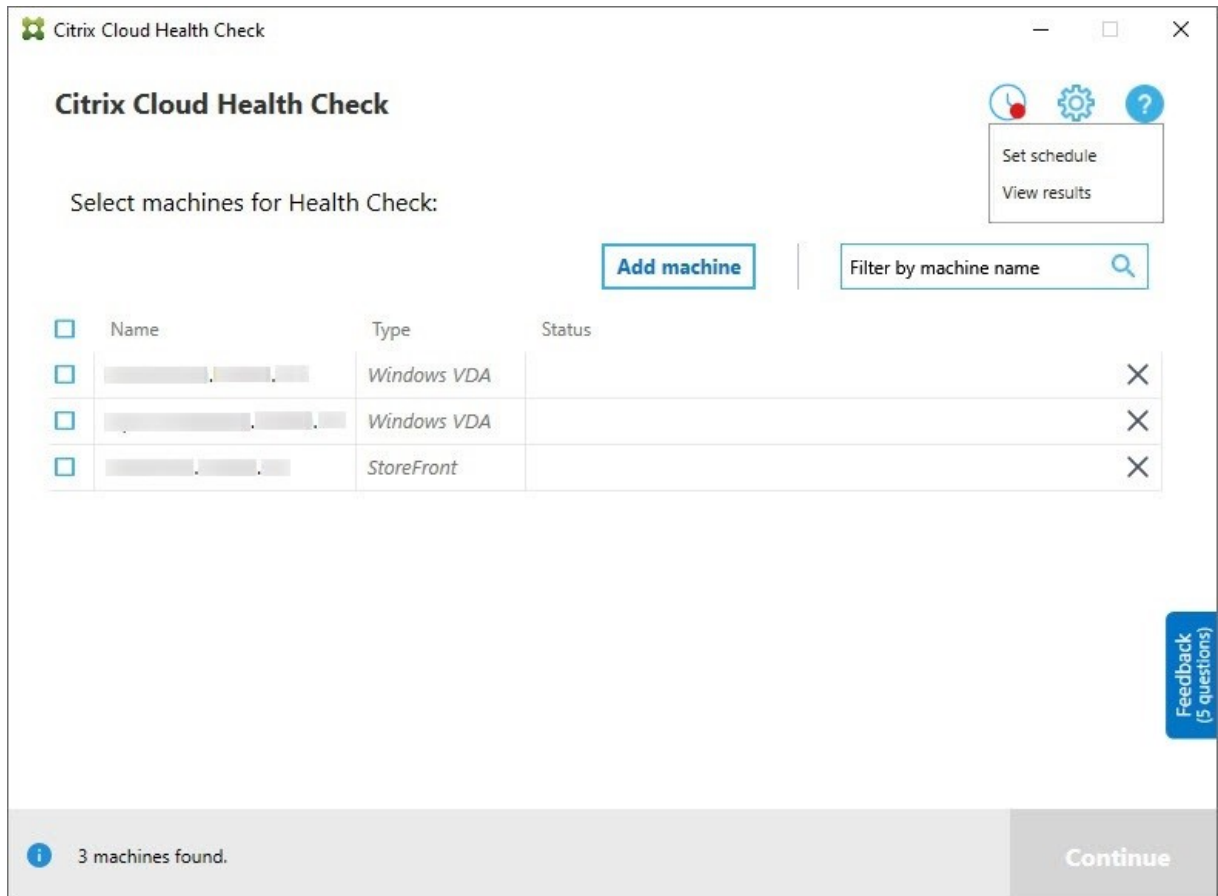 Citrix Cloud Health Check
Citrix Cloud Health Check
?
Set schedule
View results
Select machines for Health Check:
Add machine
Filter by machine name
Name Type Status
Windows VDA
Windows VDA
StoreFront
Feedback
(5 questions)
3 machines found.
Continue